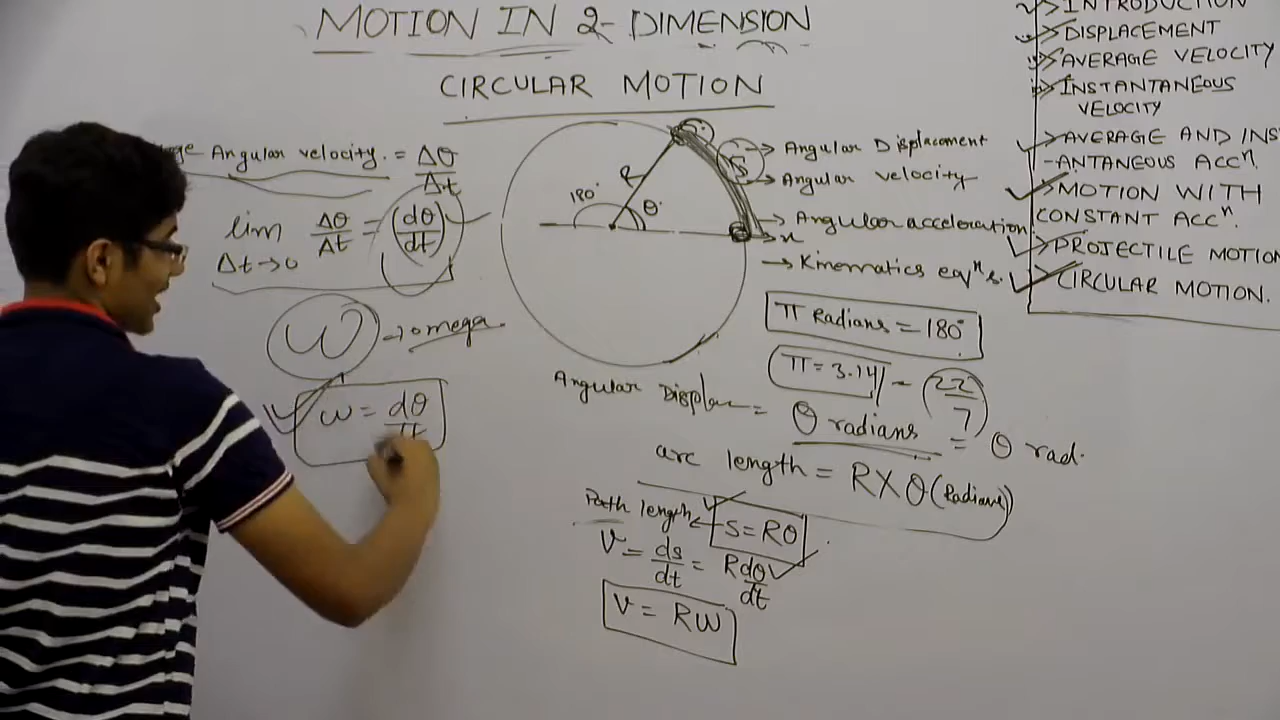 MOTION IN 2-DIMENSION
CIRCULAR MOTION
Angular velocity. = Δθ/Δt
lim Δt→0 Δθ/Δt = (dθ/dt)
ω → omega
ω = dθ/dt
180°
R
θ
S
→ x
→ Angular Displacement
→ Angular velocity
→ Angular acceleration
→ Kinematics eqⁿs.
π Radians = 180°
π = 3.14 - (22/7)
Angular = θ radians = θ rad.
arc length = R×θ (Radians)
Path length ← S=Rθ
V = ds/dt = R dθ/dt
V = Rω
INTRODUCTION
DISPLACEMENT
AVERAGE VELOCITY
INSTANTANEOUS
VELOCITY
AVERAGE AND INS
-ANTANEOUS ACCⁿ.
MOTION WITH
CONSTANT ACCⁿ.
PROJECTILE MOTION
CIRCULAR MOTION.